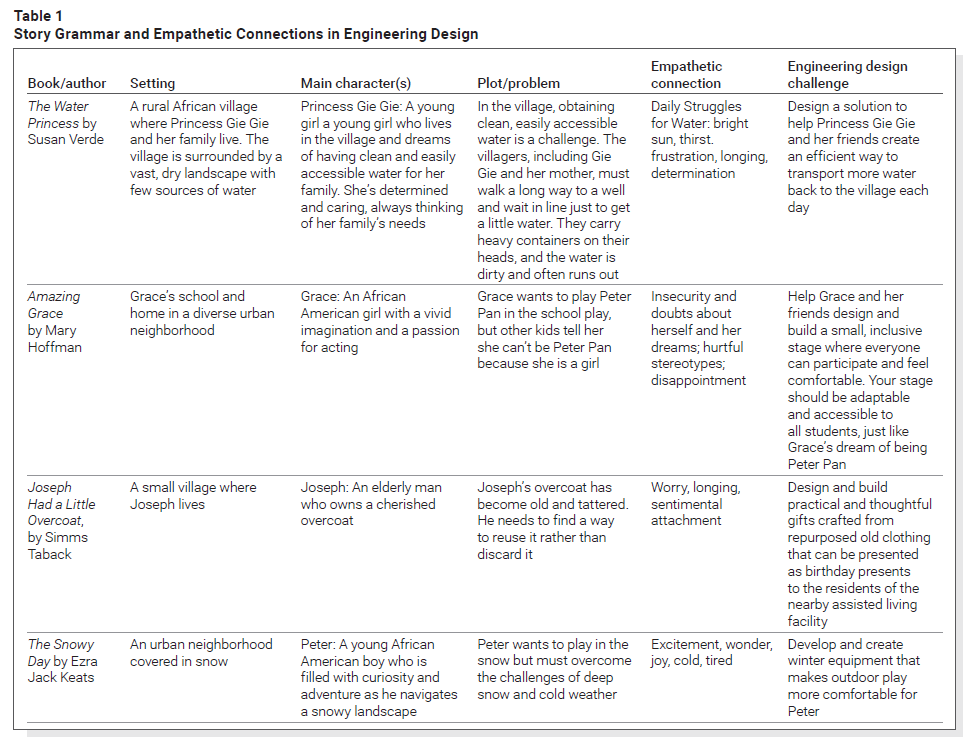 Table 1
Story Grammar and Empathetic Connections in Engineering Design
Book/author
Setting
Main character(s)
Plot/problem
Empathetic
connection
Engineering design
challenge
The Water
Princess by
Susan Verde
A rural African village
where Princess Gie Gie
and her family live. The
village is surrounded by a
vast, dry landscape with
few sources of water
Princess Gie Gie: A young
girl a young girl who lives
in the village and dreams
of having clean and easily
accessible water for her
family. She's determined
and caring, always thinking
of her family's needs
In the village, obtaining
clean, easily accessible
water is a challenge. The
villagers, including Gie
Gie and her mother, must
walk a long way to a well
and wait in line just to get
a little water. They carry
heavy containers on their
heads, and the water is
dirty and often runs out
Daily Struggles
for Water: bright
sun, thirst.
frustration, longing,
determination
Design a solution to
help Princess Gie Gie
and her friends create
an efficient way to
transport more water
back to the village each
day
Amazing
Grace
by Mary
Hoffman
Grace's school and
home in a diverse urban
neighborhood
Grace: An African
American girl with a vivid
imagination and a passion
for acting
Grace wants to play Peter
Pan in the school play,
but other kids tell her
she can't be Peter Pan
because she is a girl
Insecurity and
doubts about
herself and her
dreams; hurtful
stereotypes;
disappointment
Help Grace and her
friends design and
build a small, inclusive
stage where everyone
can participate and feel
comfortable. Your stage
should be adaptable
and accessible to
all students, just like
Grace's dream of being
Peter Pan
Joseph
Had a Little
Overcoat,
by Simms
Taback
A small village where
Joseph lives
Joseph: An elderly man
who owns a cherished
overcoat
Joseph's overcoat has
become old and tattered.
He needs to find a way
to reuse it rather than
discard it
Worry, longing,
sentimental
attachment
Design and build
practical and thoughtful
gifts crafted from
repurposed old clothing
that can be presented
as birthday presents
to the residents of the
nearby assisted living
facility
The Snowy
Day by Ezra
Jack Keats
An urban neighborhood
covered in snow
Peter: A young African
American boy who is
filled with curiosity and
adventure as he navigates
a snowy landscape
Peter wants to play in the
snow but must overcome
the challenges of deep
snow and cold weather
Excitement, wonder,
joy, cold, tired
Develop and create
winter equipment that
makes outdoor play
more comfortable for
Peter